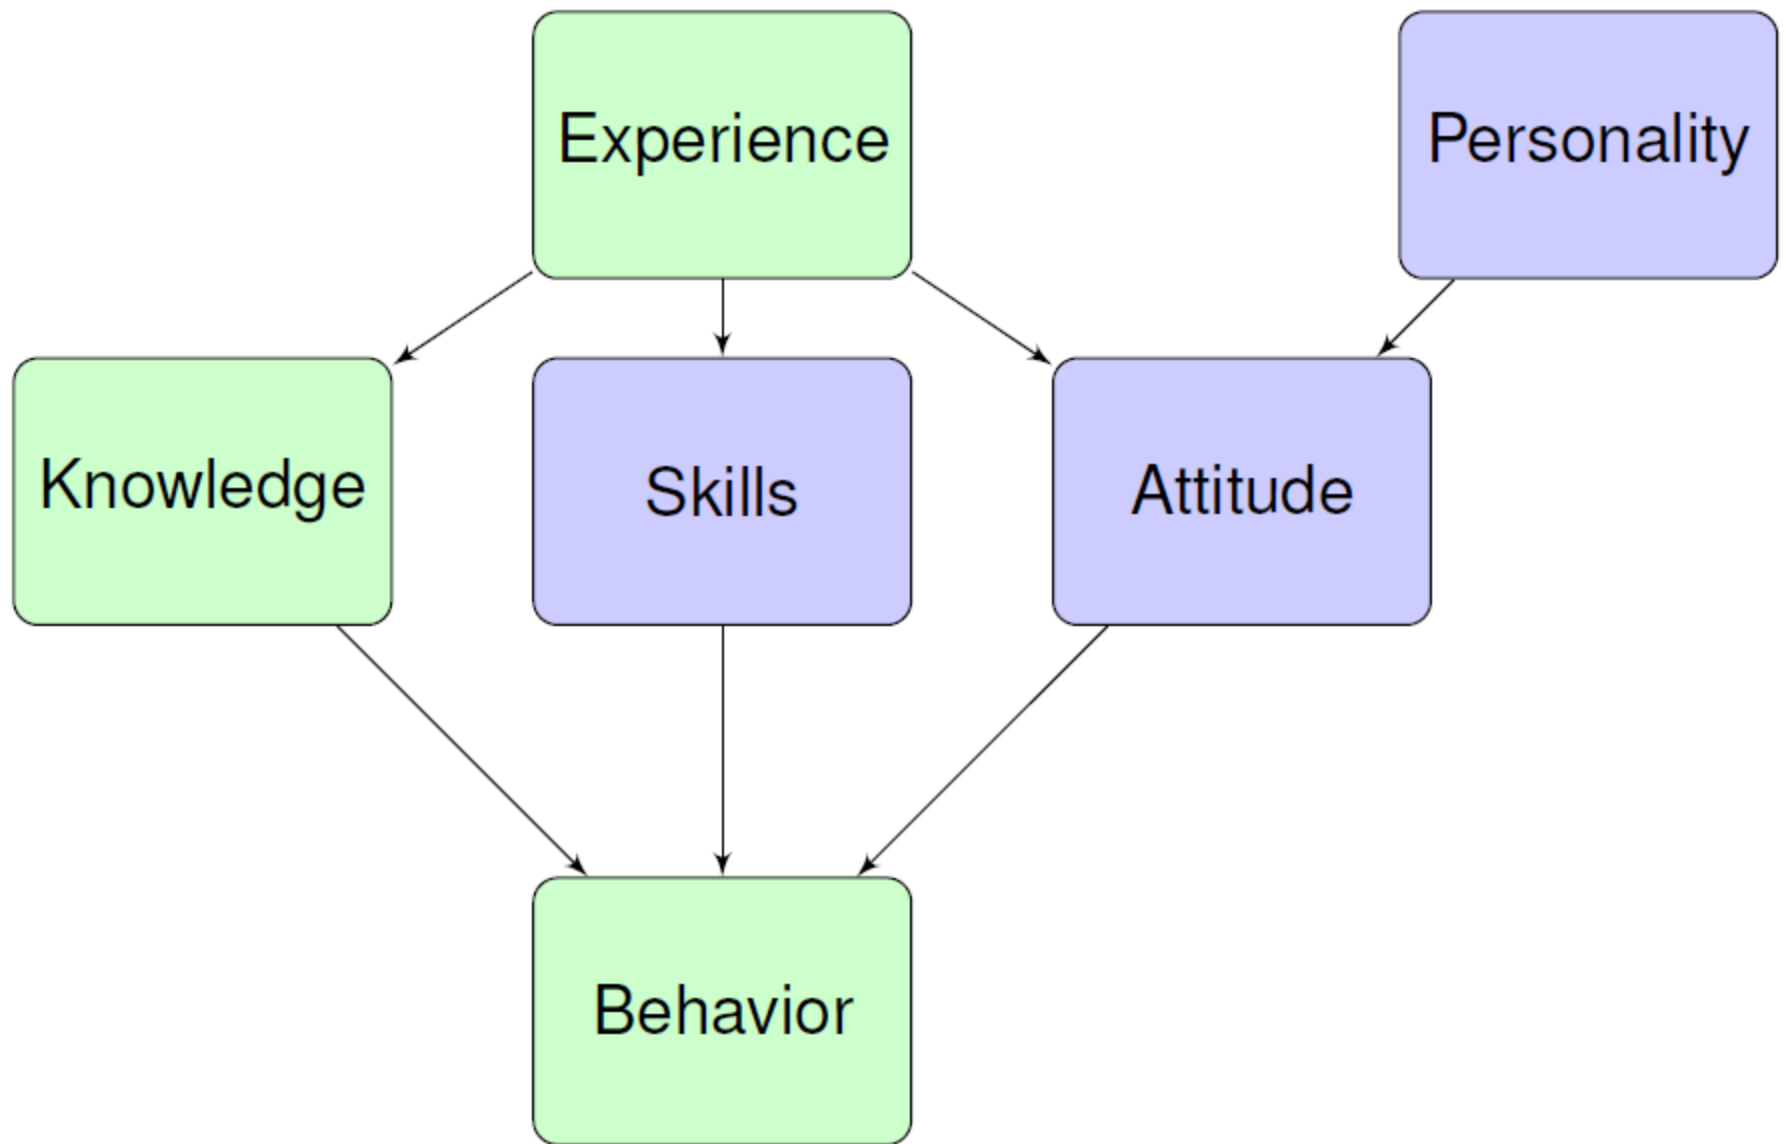 Experience
Personality
Knowledge
Skills
Attitude
Behavior